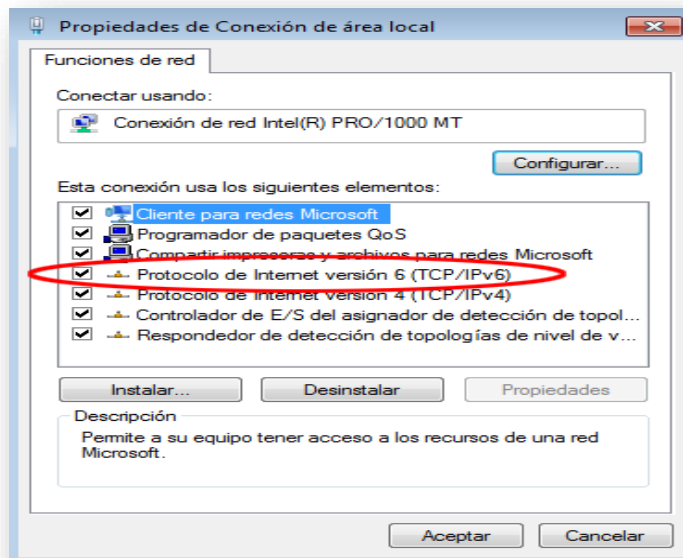 Propiedades de Conexión de área local
Funciones de red
Conectar usando:
Conexión de red Intel(R) PRO/1000 MT
Configurar...
Esta conexión usa los siguientes elementos:
Cliente para redes Microsoft
Programador de paquetes QoS
Compartir impresoras y archivos para redes Microsoft
Protocolo de Internet versión 6 (TCP/IPv6)
Protocolo de Internet versión 4 (TCP/IPv4)
Controlador de E/S del asignador de detección de topol...
Respondedor de detección de topologías de nivel de v...
Instalar... Desinstalar Propiedades
Descripción
Permite a su equipo tener acceso a los recursos de una red
Microsoft.
Aceptar Cancelar